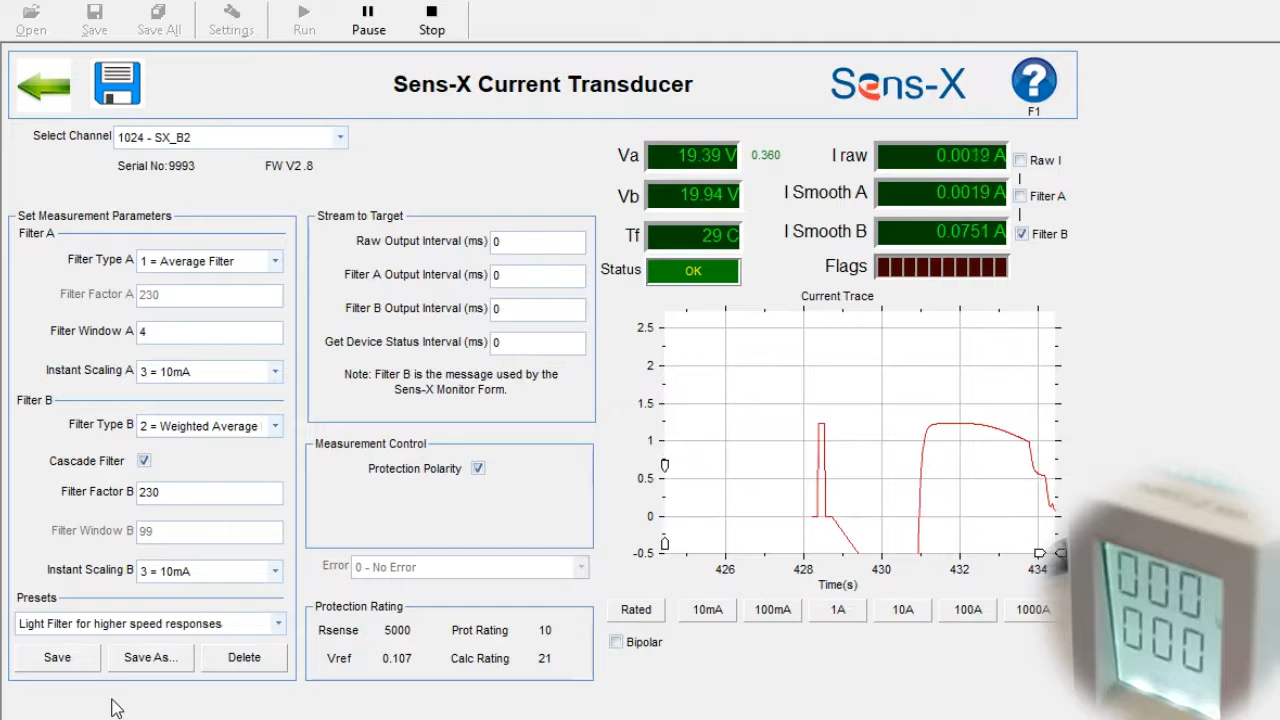 Open Save Save All Settings Run Pause Stop
Sens-X Current Transducer
Sens-X
?
F1
Select Channel 1024 - SX_B2
Serial No: 9993 FW V2.8
Va 19.39 V 0.360 I raw 0.0019 A Raw I
Vb 19.94 V I Smooth A 0.0019 A Filter A
Tf 29 C I Smooth B 0.0751 A Filter B
Status OK Flags
Set Measurement Parameters
Filter A
Filter Type A 1 = Average Filter
Filter Factor A 230
Filter Window A 4
Instant Scaling A 3 = 10mA
Filter B
Filter Type B 2 = Weighted Average
Cascade Filter
Filter Factor B 230
Filter Window B 99
Instant Scaling B 3 = 10mA
Presets
Light Filter for higher speed responses
Save Save As... Delete
Stream to Target
Raw Output Interval (ms) 0
Filter A Output Interval (ms) 0
Filter B Output Interval (ms) 0
Get Device Status Interval (ms) 0
Note: Filter B is the message used by the
Sens-X Monitor Form.
Measurement Control
Protection Polarity
Error 0 - No Error
Protection Rating
Rsense 5000 Prot Rating 10
Vref 0.107 Calc Rating 21
Current Trace
2.5
2
1.5
1
0.5
0
-0.5
426 428 430 432 434
Time(s)
Rated 10mA 100mA 1A 10A 100A 1000A
Bipolar
000
000